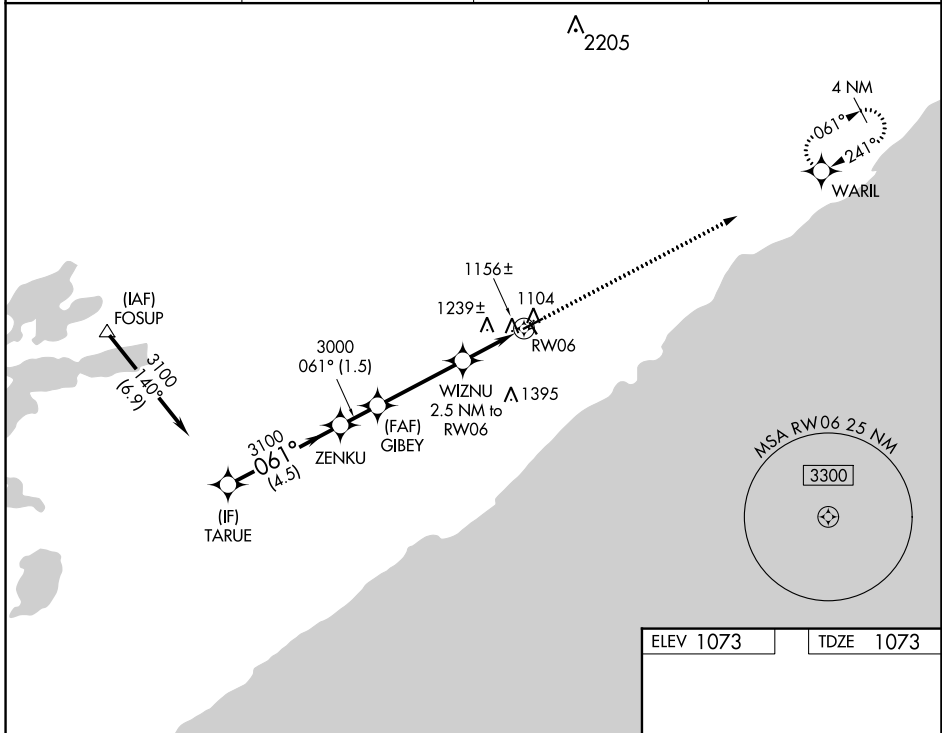 2205
4 NM
061°
241°
WARIL
1156±
1239±
1104
RW06
(IAF)
FOSUP
3100
140°
(6.9)
3000
061° (1.5)
WIZNU
2.5 NM to
RW06
1395
(FAF)
GIBEY
ZENKU
3100
061°
(4.5)
(IF)
TARUE
MSA RW06 25 NM
3300
ELEV 1073
TDZE 1073